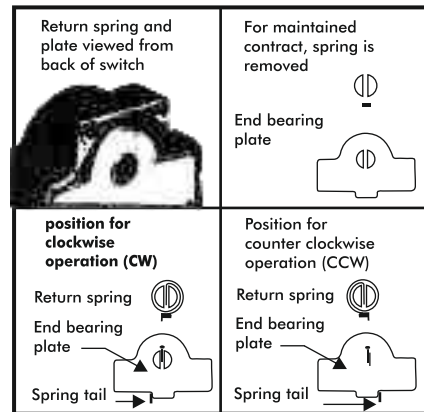 Return spring and
plate viewed from
back of switch
For maintained
contract, spring is
removed
End bearing
plate
position for
clockwise
operation (CW)
Return spring
End bearing
plate
Spring tail
Position for
counter clockwise
operation (CCW)
Return spring
End bearing
plate
Spring tail